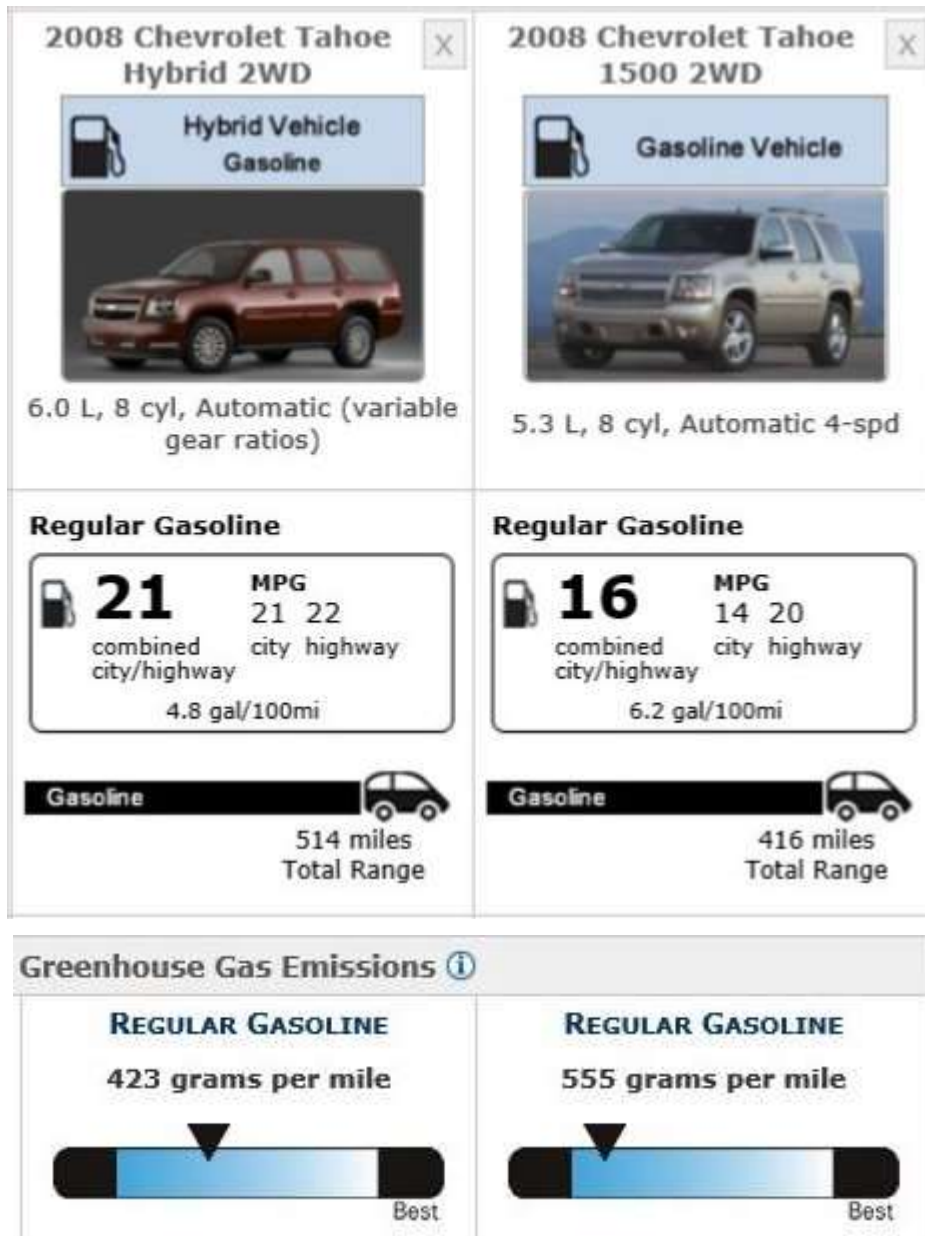 2008 Chevrolet Tahoe
Hybrid 2WD
X
Hybrid Vehicle
Gasoline
6.0 L, 8 cyl, Automatic (variable
gear ratios)
2008 Chevrolet Tahoe
1500 2WD
X
Gasoline Vehicle
5.3 L, 8 cyl, Automatic 4-spd
Regular Gasoline
21
combined
city/highway
MPG
21 22
city highway
4.8 gal/100mi
Gasoline
514 miles
Total Range
Regular Gasoline
16
combined
city/highway
MPG
14 20
city highway
6.2 gal/100mi
Gasoline
416 miles
Total Range
Greenhouse Gas Emissions ⓘ
REGULAR GASOLINE
423 grams per mile
Best
REGULAR GASOLINE
555 grams per mile
Best